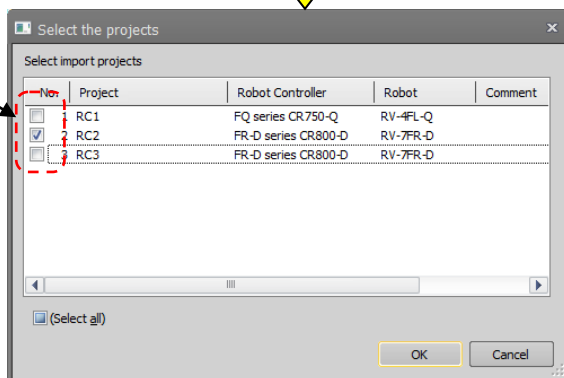 Select the projects
Select import projects
No. Project Robot Controller Robot Comment
1 RC1 FQ series CR750-Q RV-4FL-Q
2 RC2 FR-D series CR800-D RV-7FR-D
3 RC3 FR-D series CR800-D RV-7FR-D
(Select all)
OK Cancel